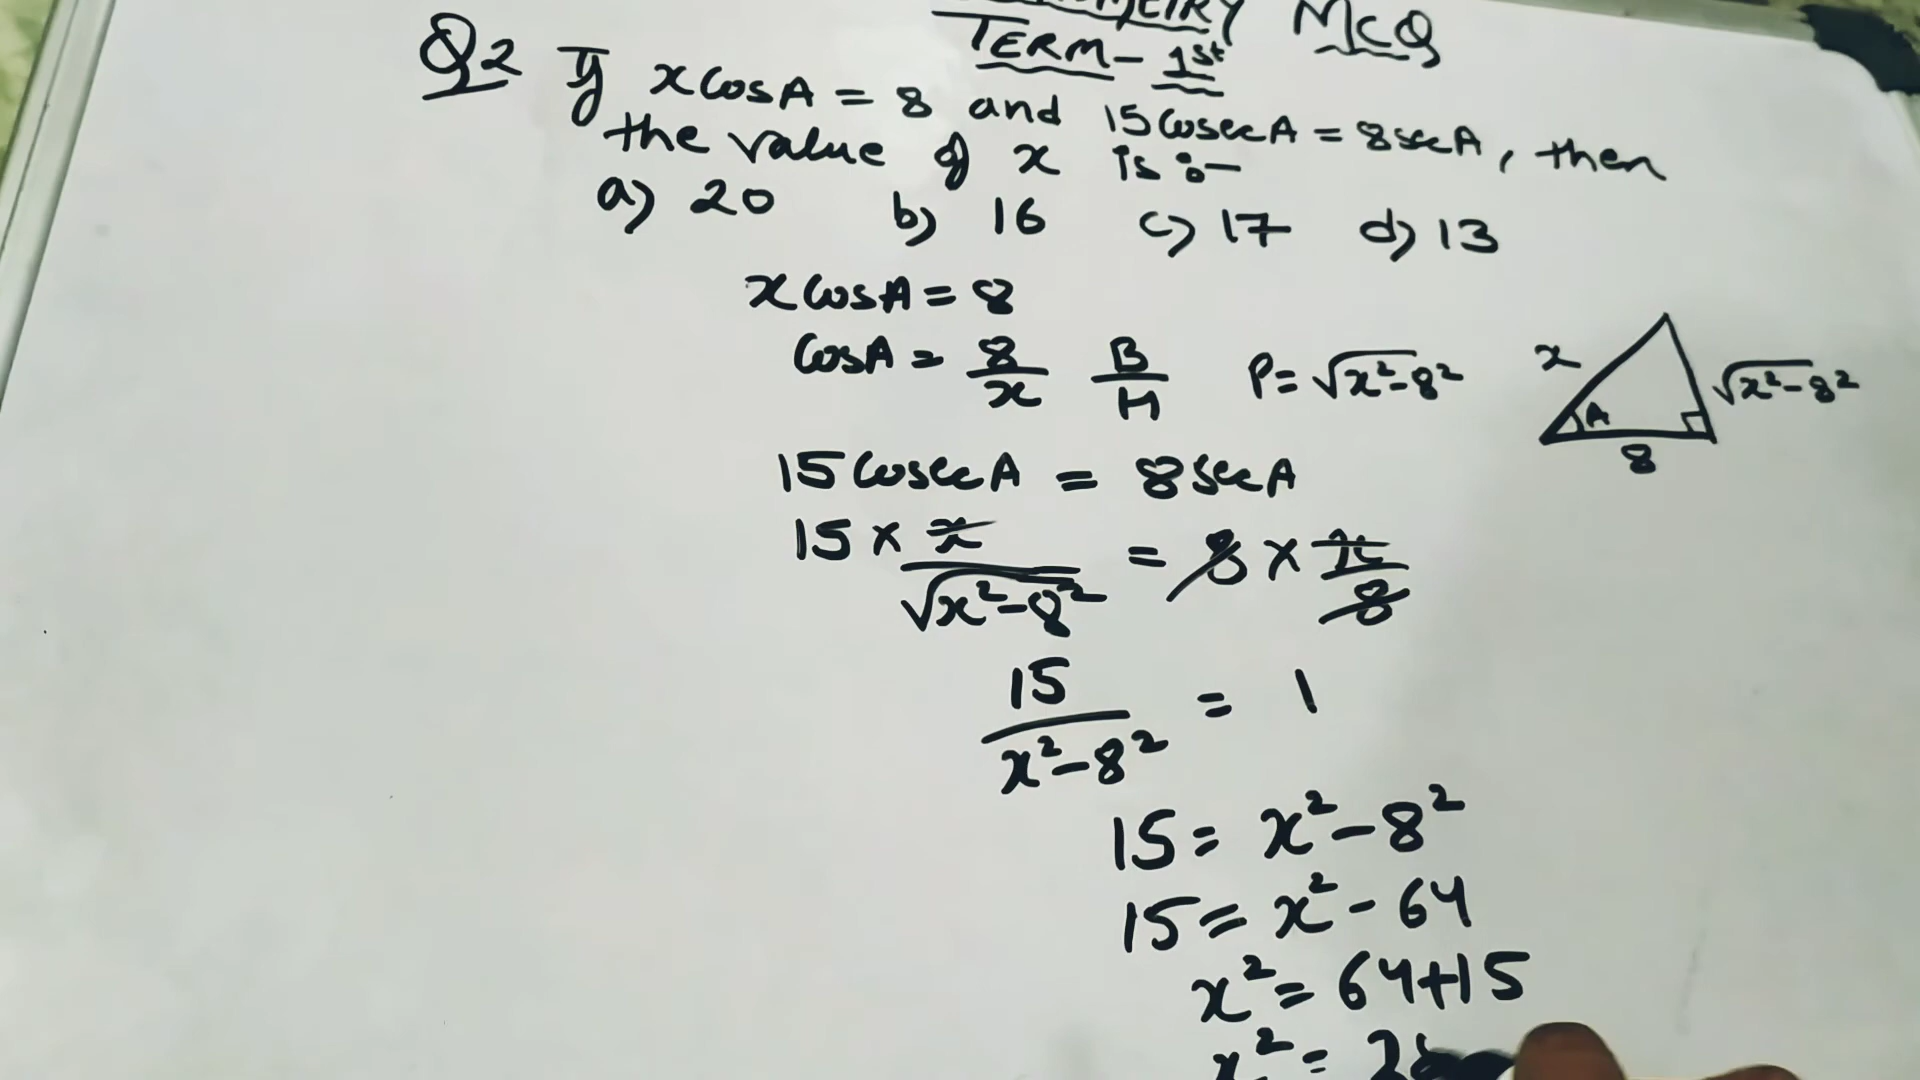 MCQ
TERM - 1st
Q2 If x cosA = 8 and 15 cosecA = 8 secA, then
the value of x is :-
a) 20 b) 16 c) 17 d) 13
x cosA = 8
cosA = 8/x B/H P = √x²-8²
x A 8 √x²-8²
15 cosecA = 8 secA
15 × x/√x²-8² = 8 × x/8
15/x²-8² = 1
15 = x²-8²
15 = x² - 64
x² = 64+15
x² =